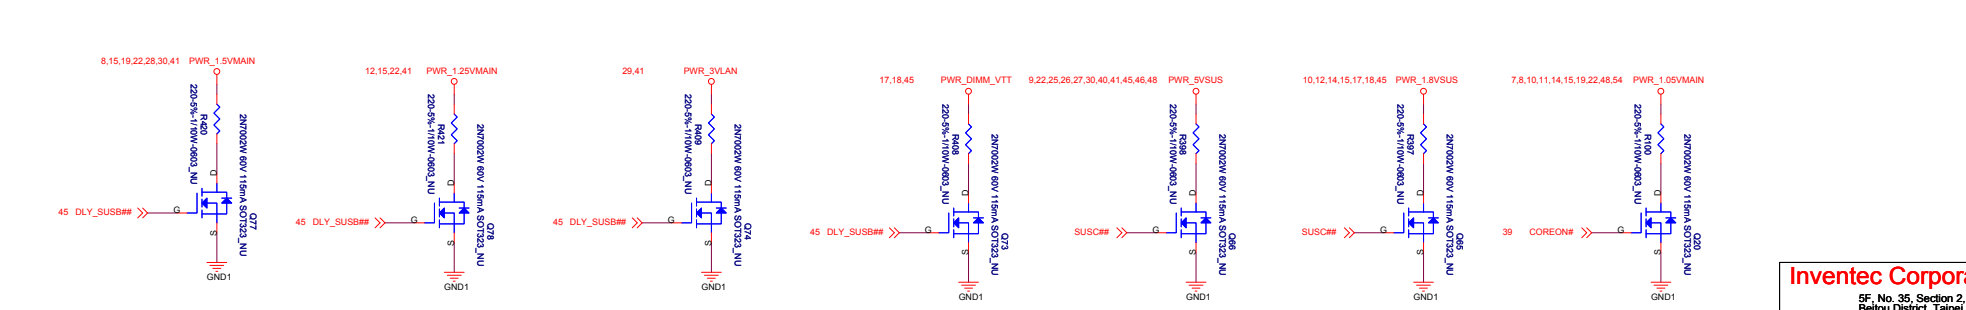 8,15,19,22,28,30,41 PWR_1.5VMAIN
220-5%-1/10W-0603_NU
R420
2N7002W 60V 115mA SOT323_NU
Q77
D
G
S
45 DLY_SUSB##
GND1
12,15,22,41 PWR_1.25VMAIN
220-5%-1/10W-0603_NU
R421
2N7002W 60V 115mA SOT323_NU
Q78
D
G
S
45 DLY_SUSB##
GND1
29,41 PWR_3VLAN
220-5%-1/10W-0603_NU
R409
2N7002W 60V 115mA SOT323_NU
Q74
D
G
S
45 DLY_SUSB##
GND1
17,18,45 PWR_DIMM_VTT
220-5%-1/10W-0603_NU
R408
2N7002W 60V 115mA SOT323_NU
Q73
D
G
S
45 DLY_SUSB##
GND1
9,22,25,26,27,30,40,41,45,46,48 PWR_5VSUS
220-5%-1/10W-0603_NU
R398
2N7002W 60V 115mA SOT323_NU
Q66
D
G
S
SUSC##
GND1
10,12,14,15,17,18,45 PWR_1.8VSUS
220-5%-1/10W-0603_NU
R397
2N7002W 60V 115mA SOT323_NU
Q65
D
G
S
SUSC##
GND1
7,8,10,11,14,15,19,22,48,54 PWR_1.05VMAIN
220-5%-1/10W-0603_NU
R100
2N7002W 60V 115mA SOT323_NU
Q20
D
G
S
39 COREON#
GND1
Inventec Corpora
5F, No. 35, Section 2,
Beitou District, Taipei